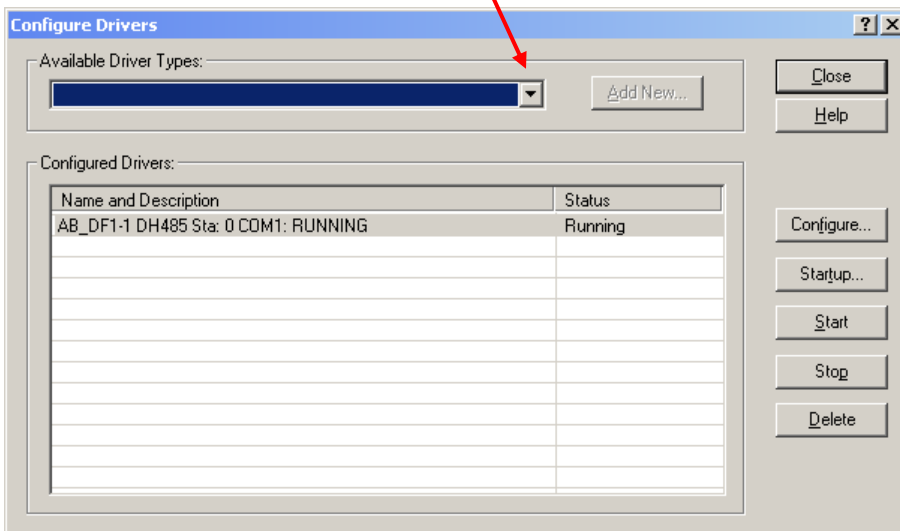 Configure Drivers
Available Driver Types:
Add New...
Close
Help
Configured Drivers:
Name and Description Status
AB_DF1-1 DH485 Sta: 0 COM1: RUNNING Running
Configure...
Startup...
Start
Stop
Delete